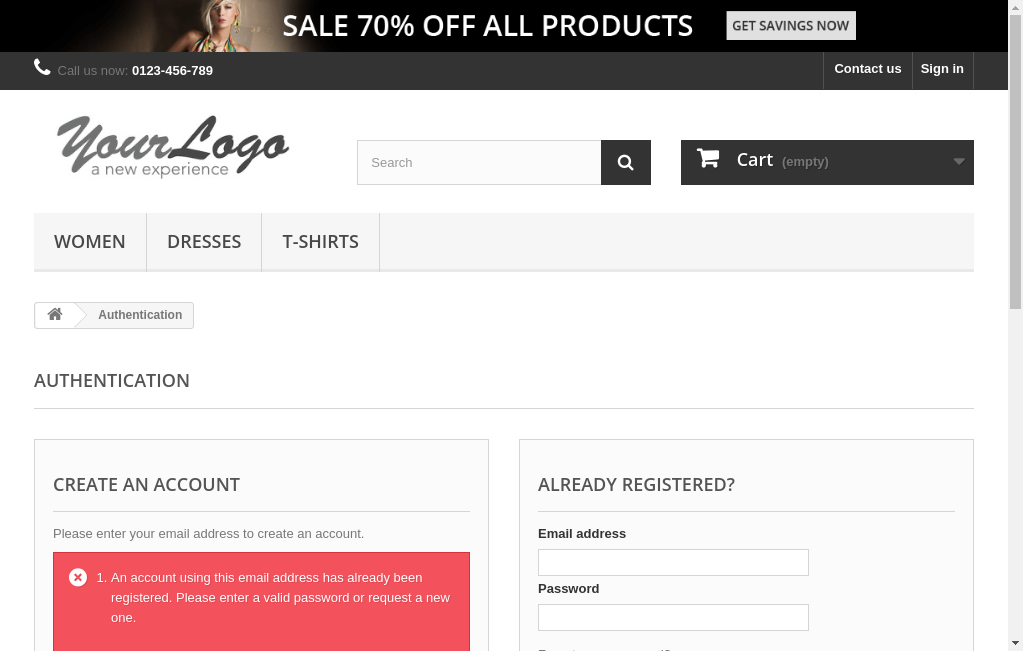 SALE 70% OFF ALL PRODUCTS GET SAVINGS NOW
Call us now: 0123-456-789 Contact us Sign in
YourLogo
a new experience
Search
Cart (empty)
WOMEN DRESSES T-SHIRTS
Authentication
AUTHENTICATION
CREATE AN ACCOUNT
Please enter your email address to create an account.
1. An account using this email address has already been
registered. Please enter a valid password or request a new
one.
ALREADY REGISTERED?
Email address
Password